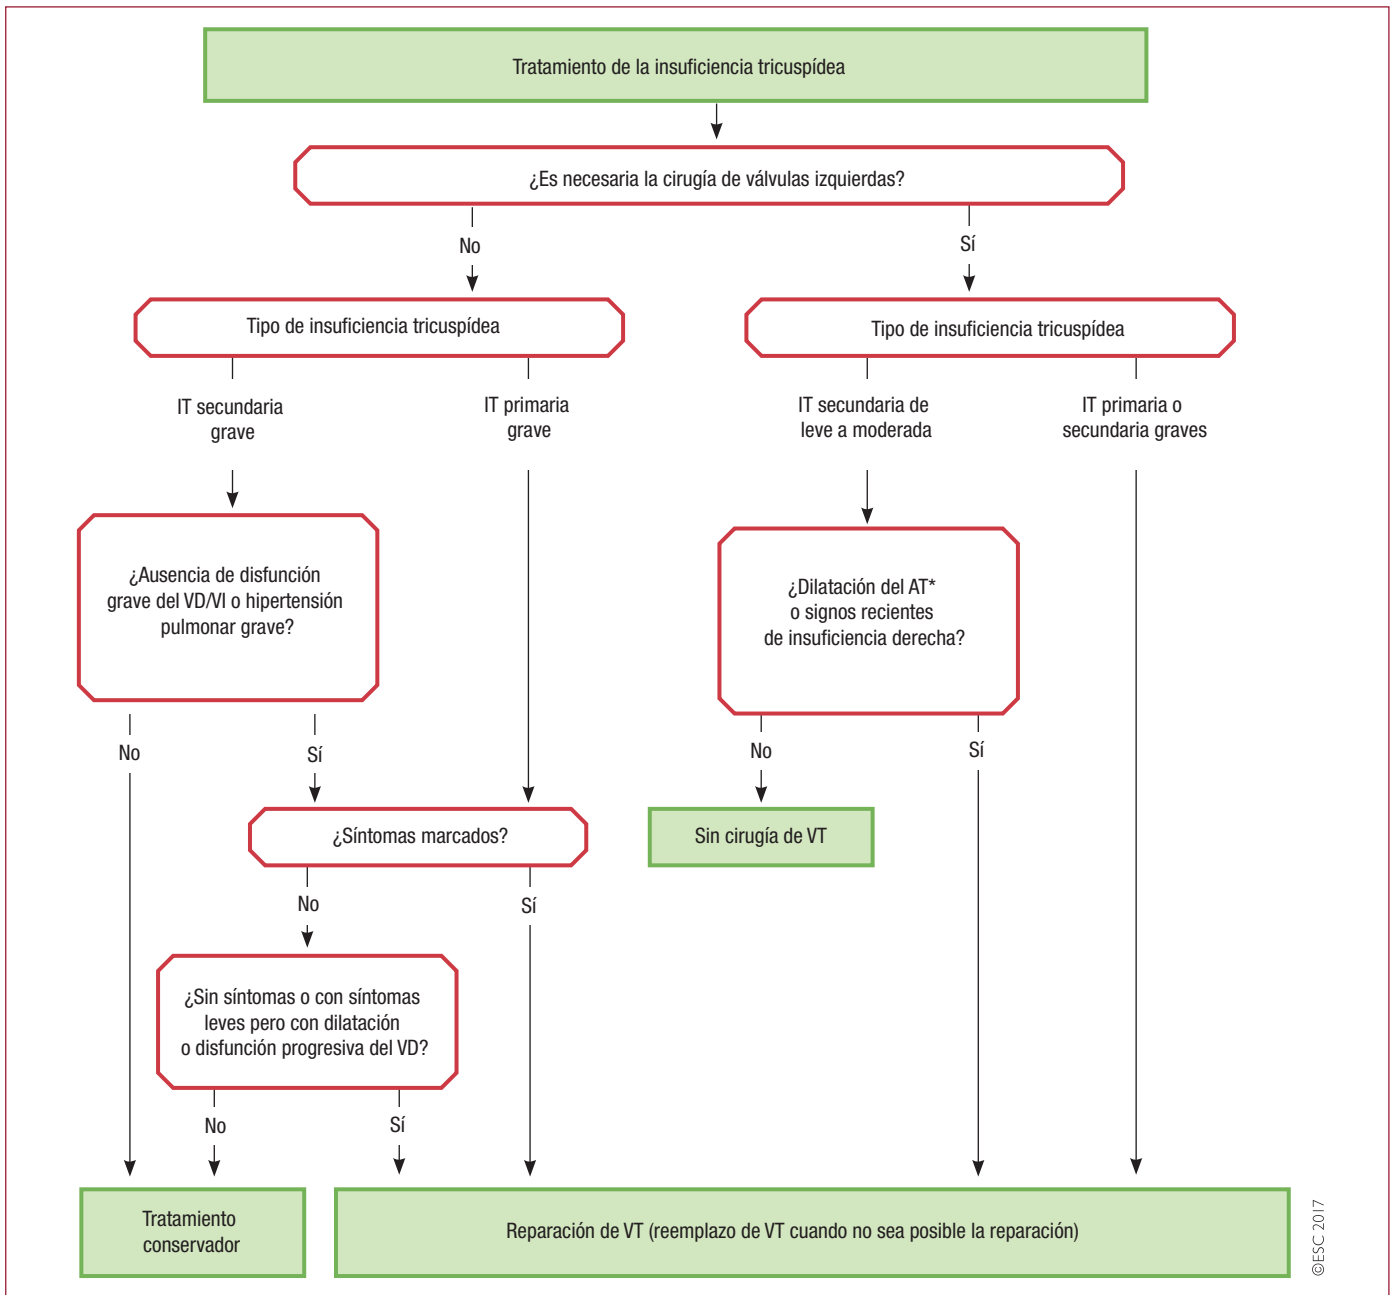 Tratamiento de la insuficiencia tricuspídea
¿Es necesaria la cirugía de válvulas izquierdas?
No
Sí
Tipo de insuficiencia tricuspídea
Tipo de insuficiencia tricuspídea
IT secundaria
grave
IT primaria
grave
IT secundaria de
leve a moderada
IT primaria o
secundaria graves
¿Ausencia de disfunción
grave del VD/VI o hipertensión
pulmonar grave?
¿Dilatación del AT*
o signos recientes
de insuficiencia derecha?
No
Sí
No
Sí
¿Síntomas marcados?
Sin cirugía de VT
No
Sí
¿Sin síntomas o con síntomas
leves pero con dilatación
o disfunción progresiva del VD?
No
Sí
Tratamiento
conservador
Reparación de VT (reemplazo de VT cuando no sea posible la reparación)
©ESC 2017